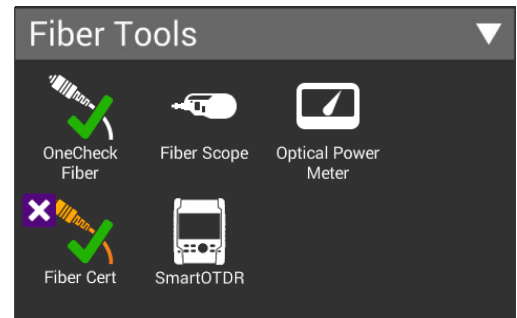 Fiber Tools
OneCheck
Fiber
Fiber Scope
Optical Power
Meter
Fiber Cert
SmartOTDR